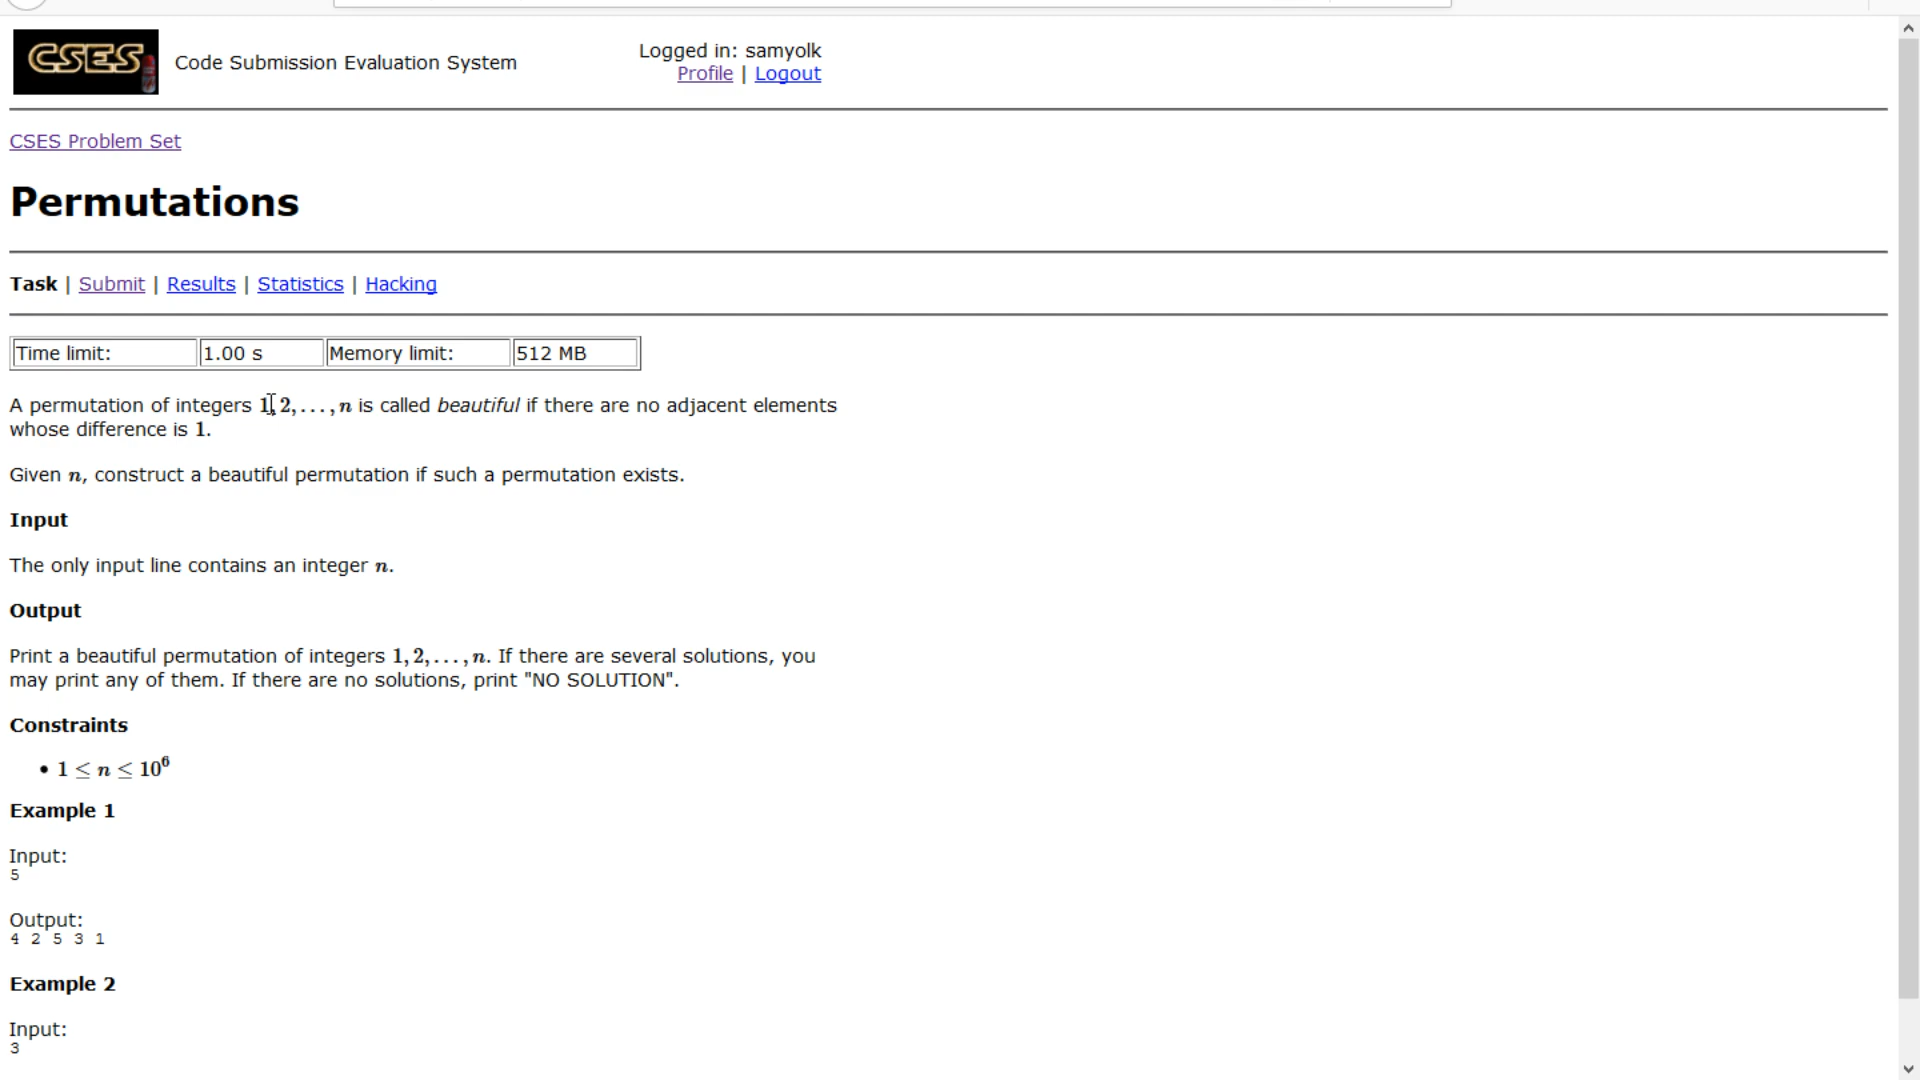 CSES
Code Submission Evaluation System
Logged in: samyolk
Profile | Logout
CSES Problem Set
Permutations
Task | Submit | Results | Statistics | Hacking
Time limit: 1.00 s Memory limit: 512 MB
A permutation of integers 1, 2, . . . , n is called beautiful if there are no adjacent elements
whose difference is 1.
Given n, construct a beautiful permutation if such a permutation exists.
Input
The only input line contains an integer n.
Output
Print a beautiful permutation of integers 1, 2, . . . , n. If there are several solutions, you
may print any of them. If there are no solutions, print "NO SOLUTION".
Constraints
• 1 ≤ n ≤ 10⁶
Example 1
Input:
5
Output:
4 2 5 3 1
Example 2
Input:
3